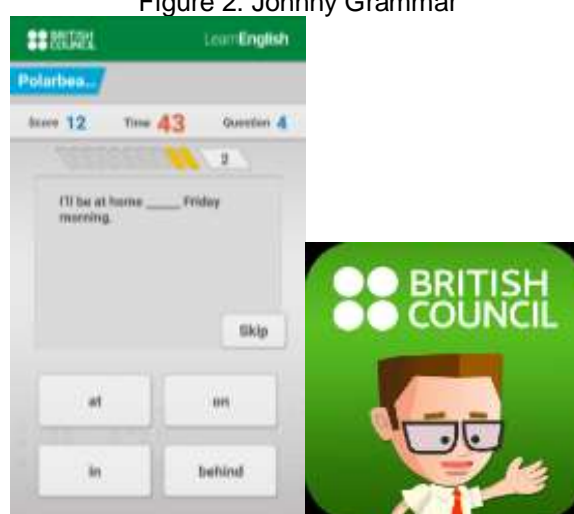 Figure 2. Johnny Grammar
BRITISH COUNCIL
LearnEnglish
Polarbea...
Score 12 Time 43 Question 4
2
I'll be at home _____ Friday
morning.
Skip
at on
in behind
BRITISH
COUNCIL